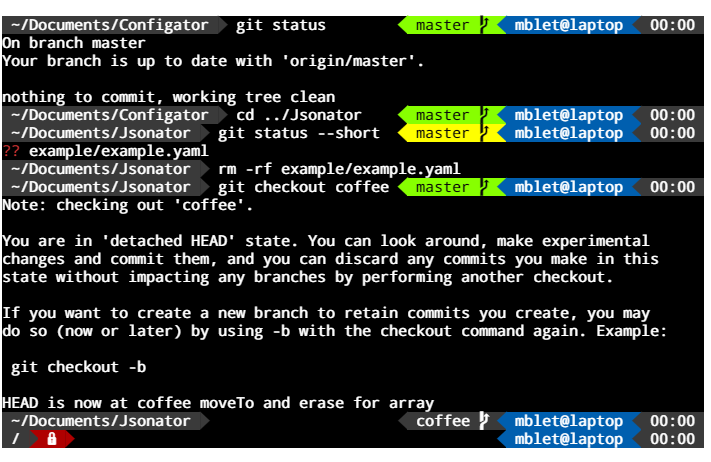 ~/Documents/Configator git status master mblet@laptop 00:00
On branch master
Your branch is up to date with 'origin/master'.
nothing to commit, working tree clean
~/Documents/Configator cd ../Jsonator master mblet@laptop 00:00
~/Documents/Jsonator git status --short master mblet@laptop 00:00
?? example/example.yaml
~/Documents/Jsonator rm -rf example/example.yaml
~/Documents/Jsonator git checkout coffee master mblet@laptop 00:00
Note: checking out 'coffee'.
You are in 'detached HEAD' state. You can look around, make experimental
changes and commit them, and you can discard any commits you make in this
state without impacting any branches by performing another checkout.
If you want to create a new branch to retain commits you create, you may
do so (now or later) by using -b with the checkout command again. Example:
git checkout -b
HEAD is now at coffee moveTo and erase for array
~/Documents/Jsonator coffee mblet@laptop 00:00
/ mblet@laptop 00:00